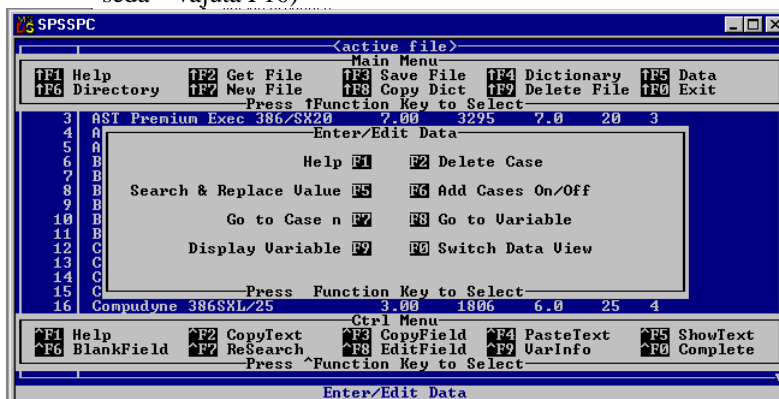 seda – vajuta F10)
SPSSPC
<active file>
Main Menu
↑F1 Help ↑F2 Get File ↑F3 Save File ↑F4 Dictionary ↑F5 Data
↑F6 Directory ↑F7 New File ↑F8 Copy Dict ↑F9 Delete File ↑F0 Exit
Press ↑Function Key to Select
3 AST Premium Exec 386/SX20 7.00 3295 7.0 20 3
4 A
Enter/Edit Data
5 A
6 B
Help F1 F2 Delete Case
7 B
8 B
Search & Replace Value F5 F6 Add Cases On/Off
9 B
10 B
Go to Case n F7 F8 Go to Variable
11 B
12 C
Display Variable F9 F0 Switch Data View
13 C
14 C
15 C
Press Function Key to Select
16 Compudyne 386SXL/25 3.00 1806 6.0 25 4
Ctrl Menu
^F1 Help ^F2 CopyText ^F3 CopyField ^F4 PasteText ^F5 ShowText
^F6 BlankField ^F7 ReSearch ^F8 EditField ^F9 VarInfo ^F0 Complete
Press ^Function Key to Select
Enter/Edit Data